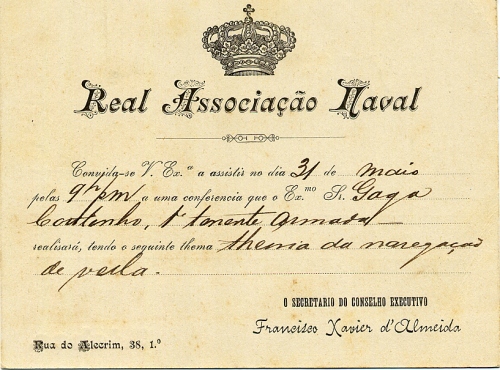 Real Associação Naval
Convida-se V. Ex.ª a assistir no dia 31 de maio
pelas 9 h/pm a uma conferencia que o Ex.mo Sr. Gago
Coutinho, 1º tenente Armada
realisará, tendo o seguinte thema theoria da navegação
de vella.
O SECRETARIO DO CONSELHO EXECUTIVO
Francisco Xavier d'Almeida
Rua do Alecrim, 38, 1.º